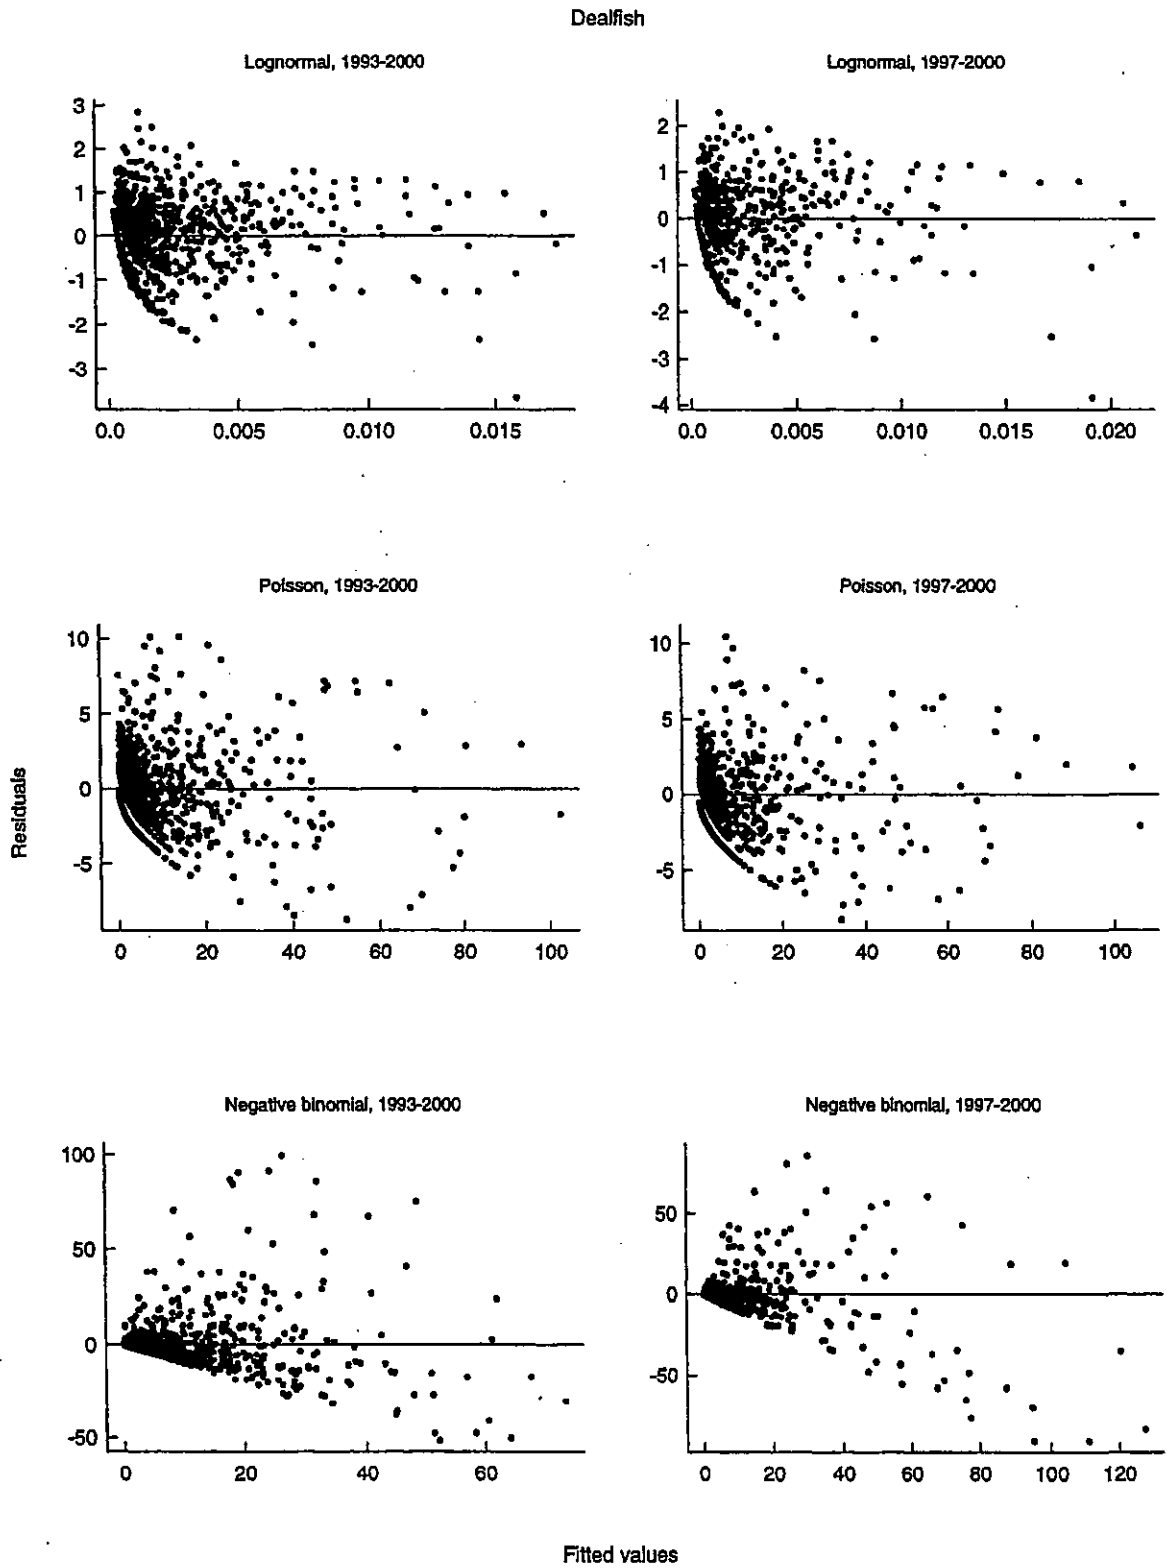 Dealfish
Lognormal, 1993-2000
Lognormal, 1997-2000
3
2
1
0
-1
-2
-3
0.0 0.005 0.010 0.015
2
1
0
-1
-2
-3
-4
0.0 0.005 0.010 0.015 0.020
Poisson, 1993-2000
Poisson, 1997-2000
10
5
0
-5
0 20 40 60 80 100
10
5
0
-5
0 20 40 60 80 100
Residuals
Negative binomial, 1993-2000
Negative binomial, 1997-2000
100
50
0
-50
0 20 40 60
50
0
-50
0 20 40 60 80 100 120
Fitted values